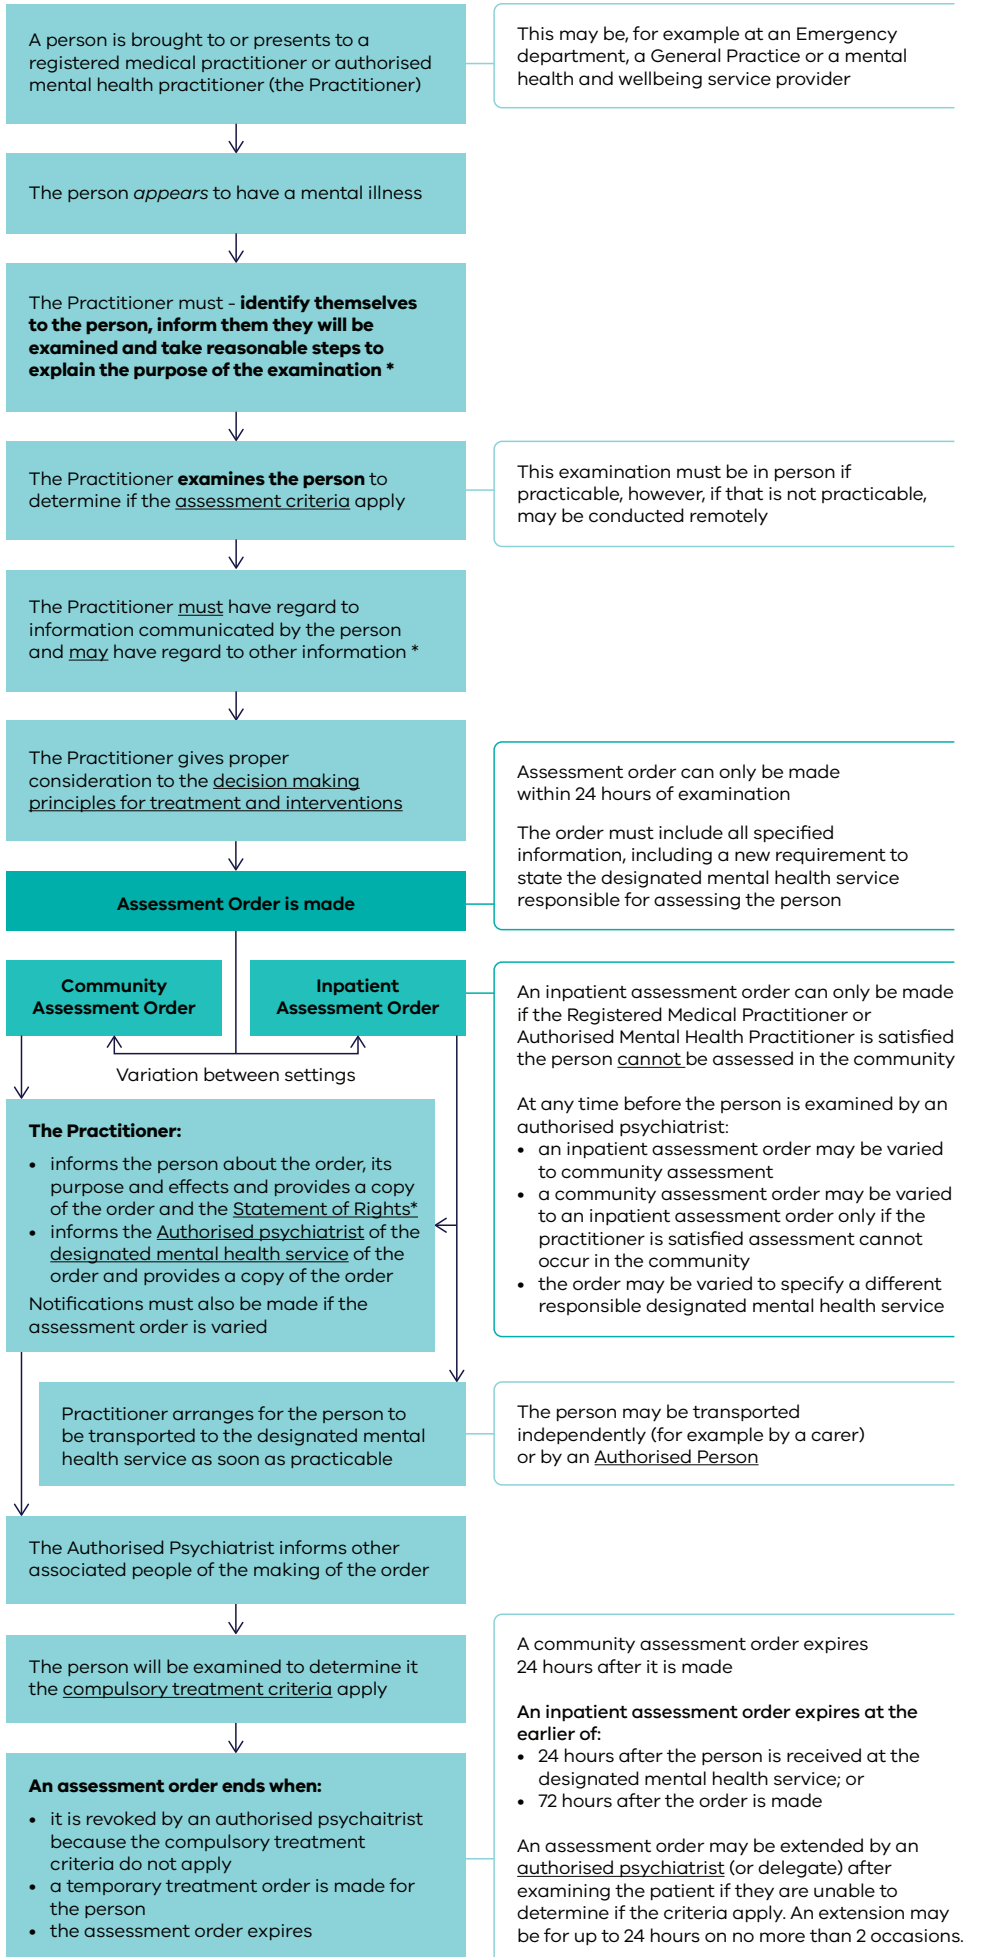 A person is brought to or presents to a
registered medical practitioner or authorised
mental health practitioner (the Practitioner)
This may be, for example at an Emergency
department, a General Practice or a mental
health and wellbeing service provider
The person appears to have a mental illness
The Practitioner must - identify themselves
to the person, inform them they will be
examined and take reasonable steps to
explain the purpose of the examination *
The Practitioner examines the person to
determine if the assessment criteria apply
This examination must be in person if
practicable, however, if that is not practicable,
may be conducted remotely
The Practitioner must have regard to
information communicated by the person
and may have regard to other information *
The Practitioner gives proper
consideration to the decision making
principles for treatment and interventions
Assessment order can only be made
within 24 hours of examination
The order must include all specified
information, including a new requirement to
state the designated mental health service
responsible for assessing the person
Assessment Order is made
Community
Assessment Order
Inpatient
Assessment Order
Variation between settings
An inpatient assessment order can only be made
if the Registered Medical Practitioner or
Authorised Mental Health Practitioner is satisfied
the person cannot be assessed in the community
At any time before the person is examined by an
authorised psychiatrist:
• an inpatient assessment order may be varied
to community assessment
• a community assessment order may be varied
to an inpatient assessment order only if the
practitioner is satisfied assessment cannot
occur in the community
• the order may be varied to specify a different
responsible designated mental health service
The Practitioner:
• informs the person about the order, its
purpose and effects and provides a copy
of the order and the Statement of Rights*
• informs the Authorised psychiatrist of the
designated mental health service of the
order and provides a copy of the order
Notifications must also be made if the
assessment order is varied
Practitioner arranges for the person to
be transported to the designated mental
health service as soon as practicable
The person may be transported
independently (for example by a carer)
or by an Authorised Person
The Authorised Psychiatrist informs other
associated people of the making of the order
The person will be examined to determine it
the compulsory treatment criteria apply
An assessment order ends when:
• it is revoked by an authorised psychaitrist
because the compulsory treatment
criteria do not apply
• a temporary treatment order is made for
the person
• the assessment order expires
A community assessment order expires
24 hours after it is made
An inpatient assessment order expires at the
earlier of:
• 24 hours after the person is received at the
designated mental health service; or
• 72 hours after the order is made
An assessment order may be extended by an
authorised psychiatrist (or delegate) after
examining the patient if they are unable to
determine if the criteria apply. An extension may
be for up to 24 hours on no more than 2 occasions.